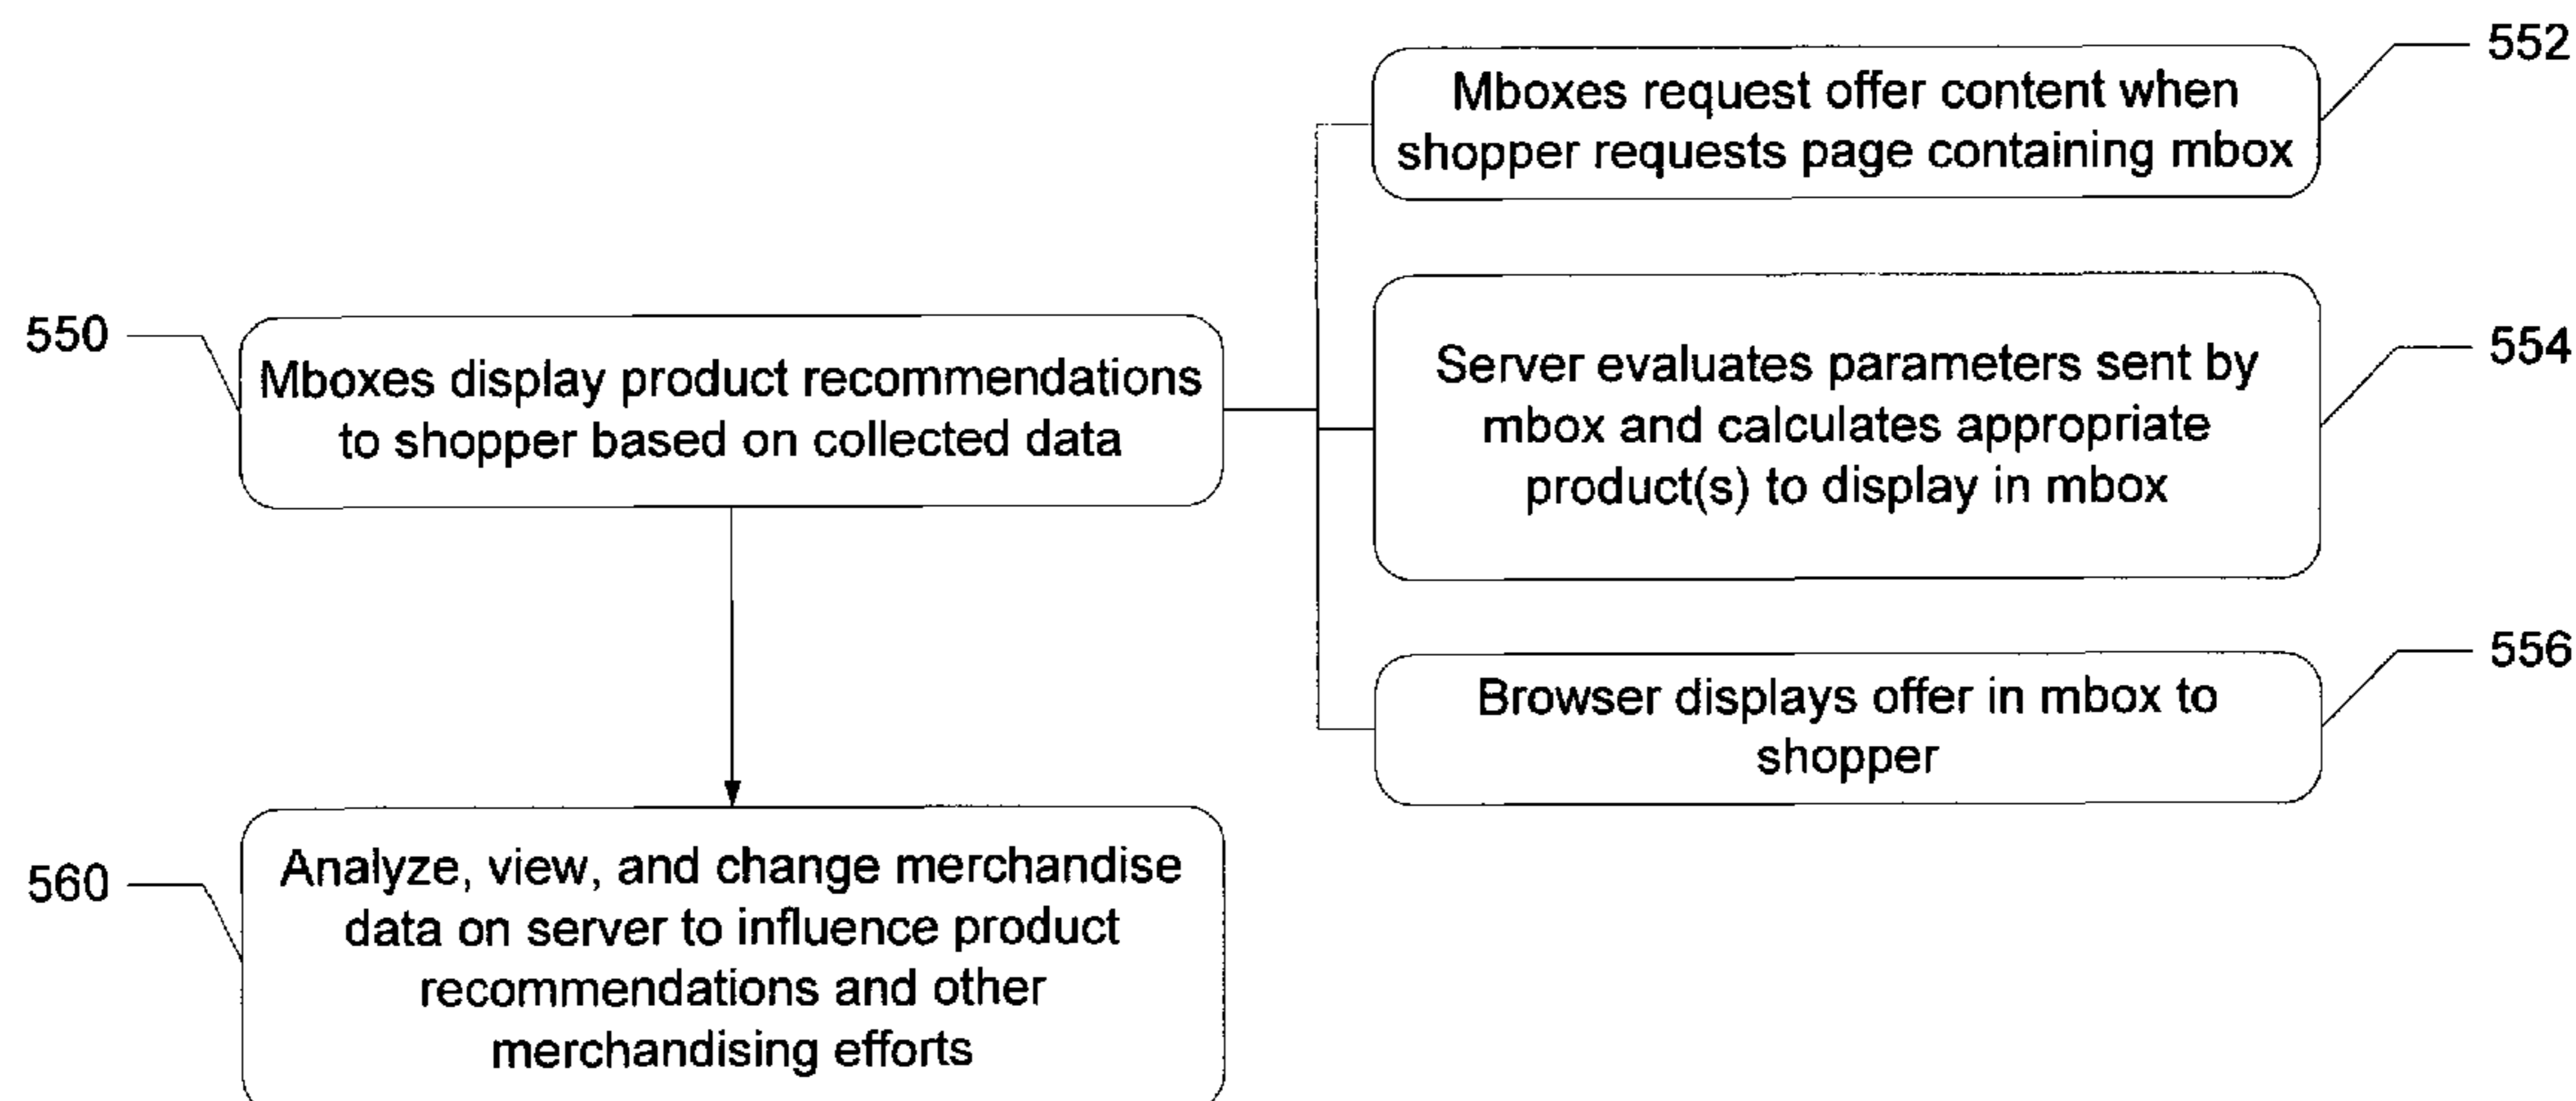 552
Mboxes request offer content when
shopper requests page containing mbox
550
Mboxes display product recommendations
to shopper based on collected data
554
Server evaluates parameters sent by
mbox and calculates appropriate
product(s) to display in mbox
556
Browser displays offer in mbox to
shopper
560
Analyze, view, and change merchandise
data on server to influence product
recommendations and other
merchandising efforts